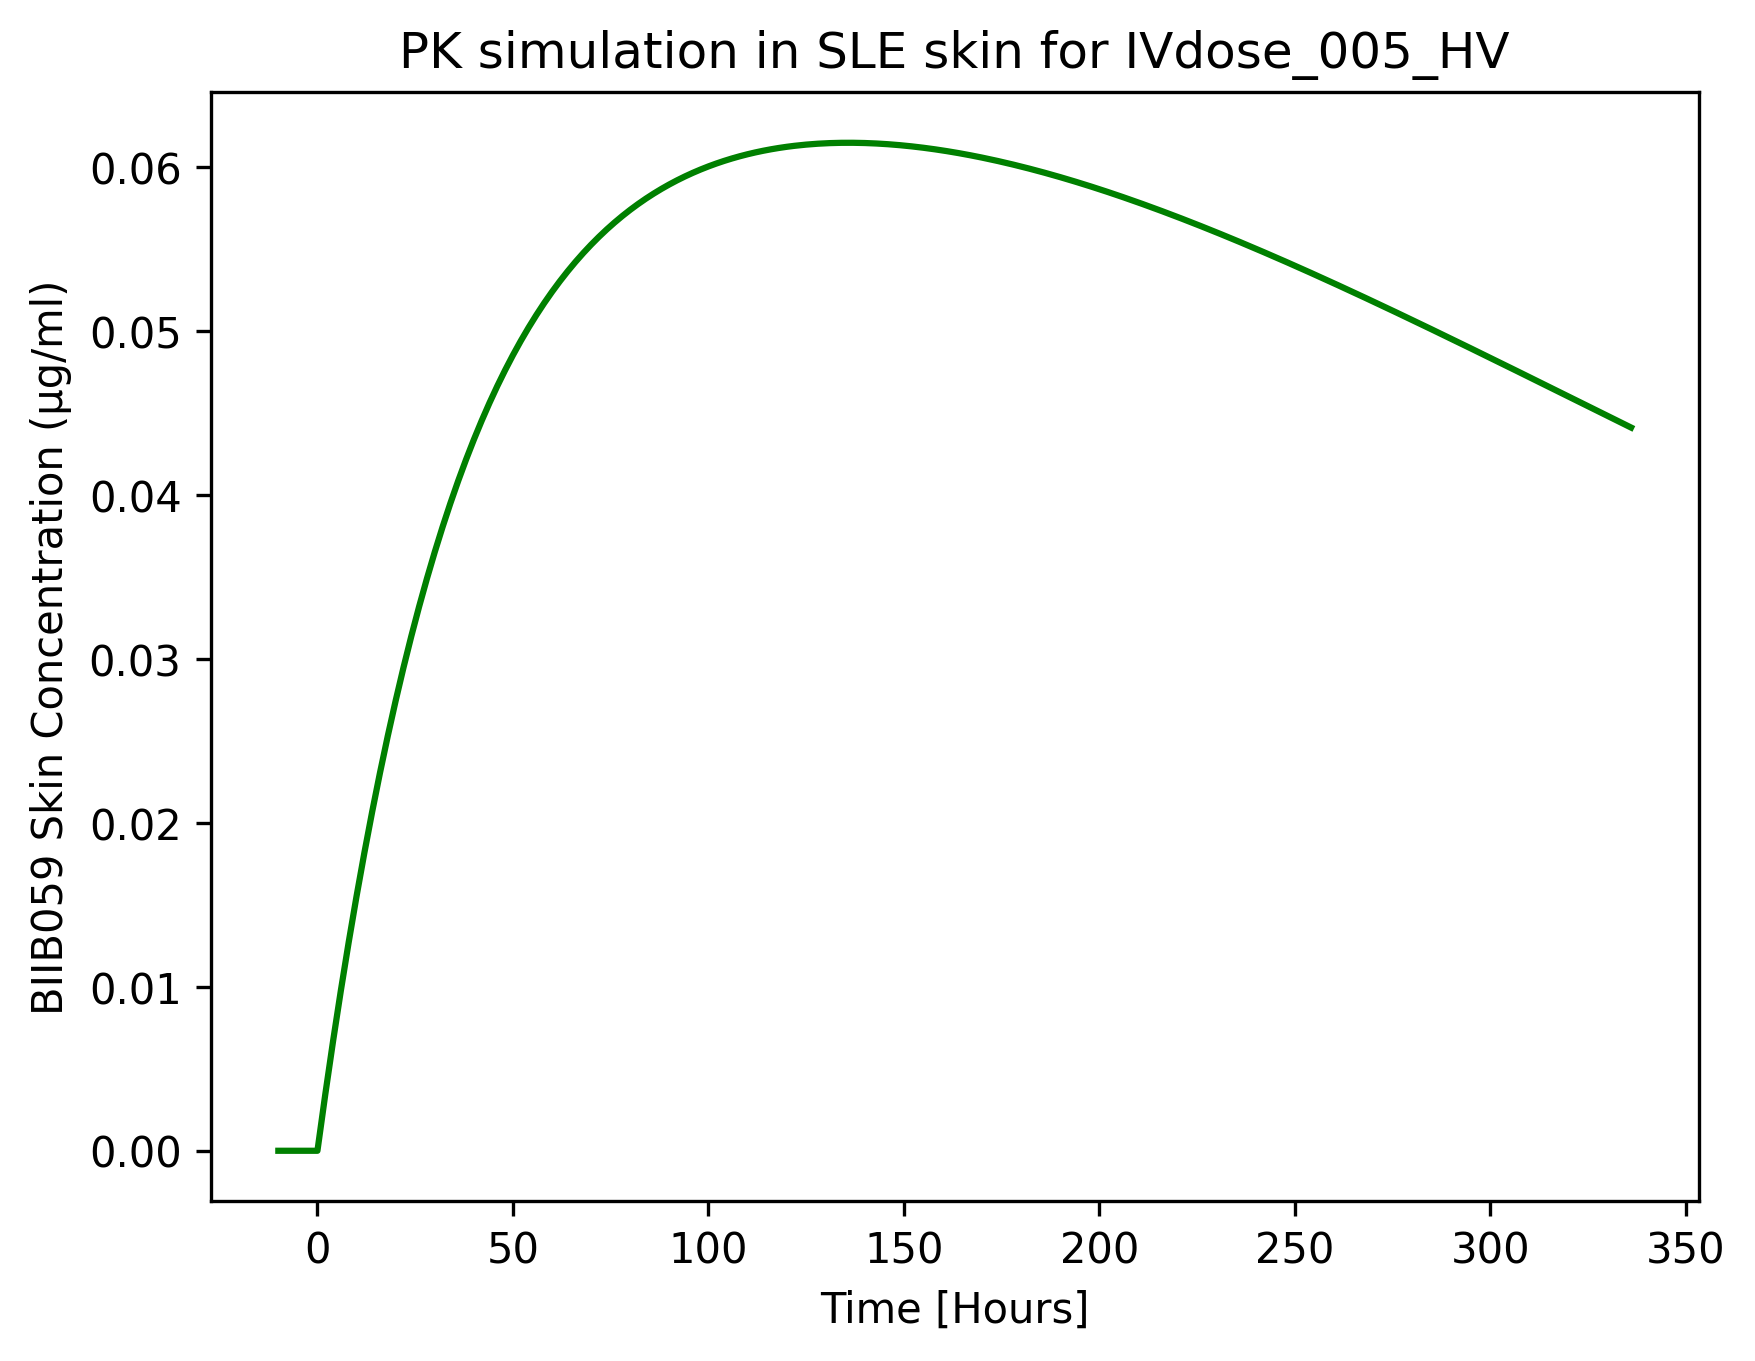 PK simulation in SLE skin for IVdose_005_HV
BIIB059 Skin Concentration (µg/ml)
0.06
0.05
0.04
0.03
0.02
0.01
0.00
0 50 100 150 200 250 300 350
Time [Hours]